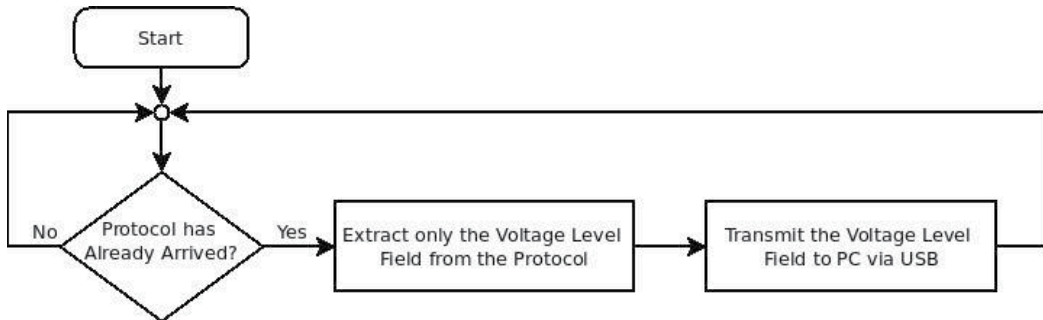 Start
Protocol has
Already Arrived?
No
Yes
Extract only the Voltage Level
Field from the Protocol
Transmit the Voltage Level
Field to PC via USB